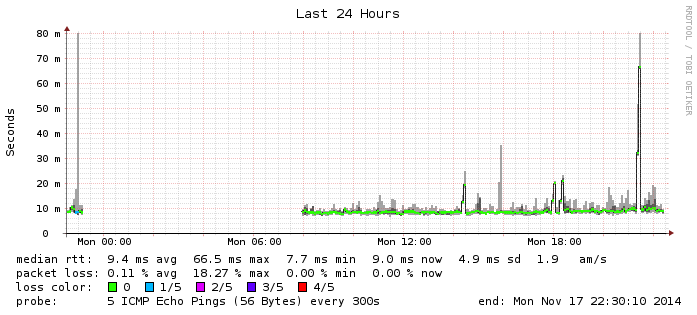 Last 24 Hours
RRDTOOL / TOBI OETIKER
Seconds
80 m
70 m
60 m
50 m
40 m
30 m
20 m
10 m
0
Mon 00:00 Mon 06:00 Mon 12:00 Mon 18:00
median rtt: 9.4 ms avg 66.5 ms max 7.7 ms min 9.0 ms now 4.9 ms sd 1.9 am/s
packet loss: 0.11 % avg 18.27 % max 0.00 % min 0.00 % now
loss color: 0 1/5 2/5 3/5 4/5
probe: 5 ICMP Echo Pings (56 Bytes) every 300s end: Mon Nov 17 22:30:10 2014